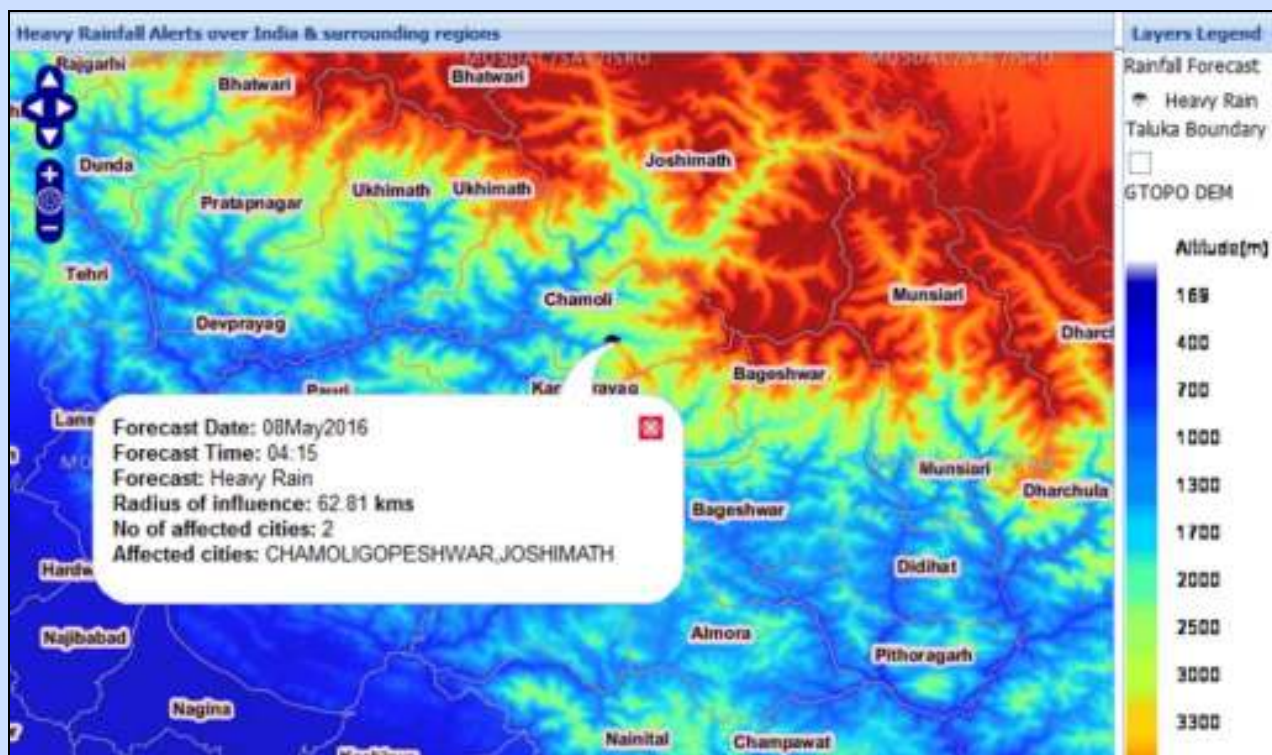 Heavy Rainfall Alerts over India & surrounding regions
Layers Legend
Rainfall Forecast
Heavy Rain
Taluka Boundary
GTOPO DEM
Altitude(m)
169
400
700
1000
1300
1700
2000
2500
3000
3300
Rajgarhi
Bhatwari
Bhatwari
Dunda
Joshimath
Ukhimath
Ukhimath
Pratapnagar
Tehri
Chamoli
Munsiari
Devprayag
Bageshwar
Pauri
Forecast Date: 08May2016
Forecast Time: 04:15
Forecast: Heavy Rain
Radius of influence: 62.81 kms
No of affected cities: 2
Affected cities: CHAMOLIGOPESHWAR,JOSHIMATH
Munsiari
Dharchula
Bageshwar
Didihat
Najibabad
Almora
Pithoragarh
Nagina
Nainital
Champawat